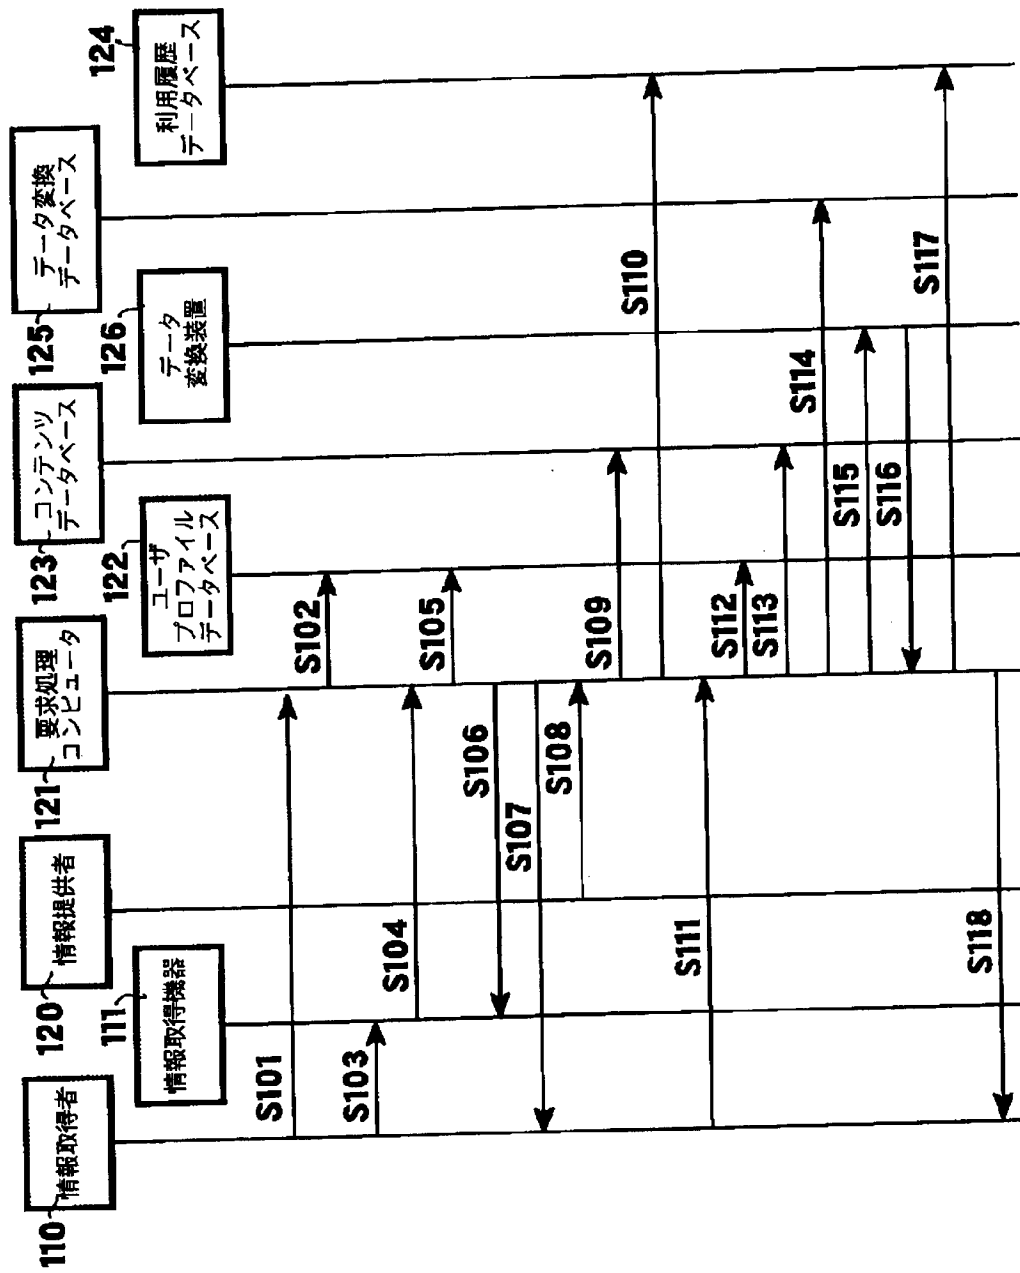 110
情報取得者
111
情報取得機器
120
情報提供者
121
要求処理
コンピュータ
122
ユーザ
プロファイル
データベース
123
コンテンツ
データベース
126
データ
変換装置
125
データ変換
データベース
124
利用履歴
データベース
S101
S102
S103
S104
S105
S106
S107
S108
S109
S110
S111
S112
S113
S114
S115
S116
S117
S118